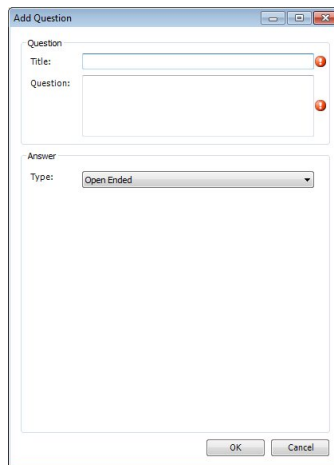 Add Question
Question
Title:
Question:
Answer
Type:
Open Ended
OK
Cancel